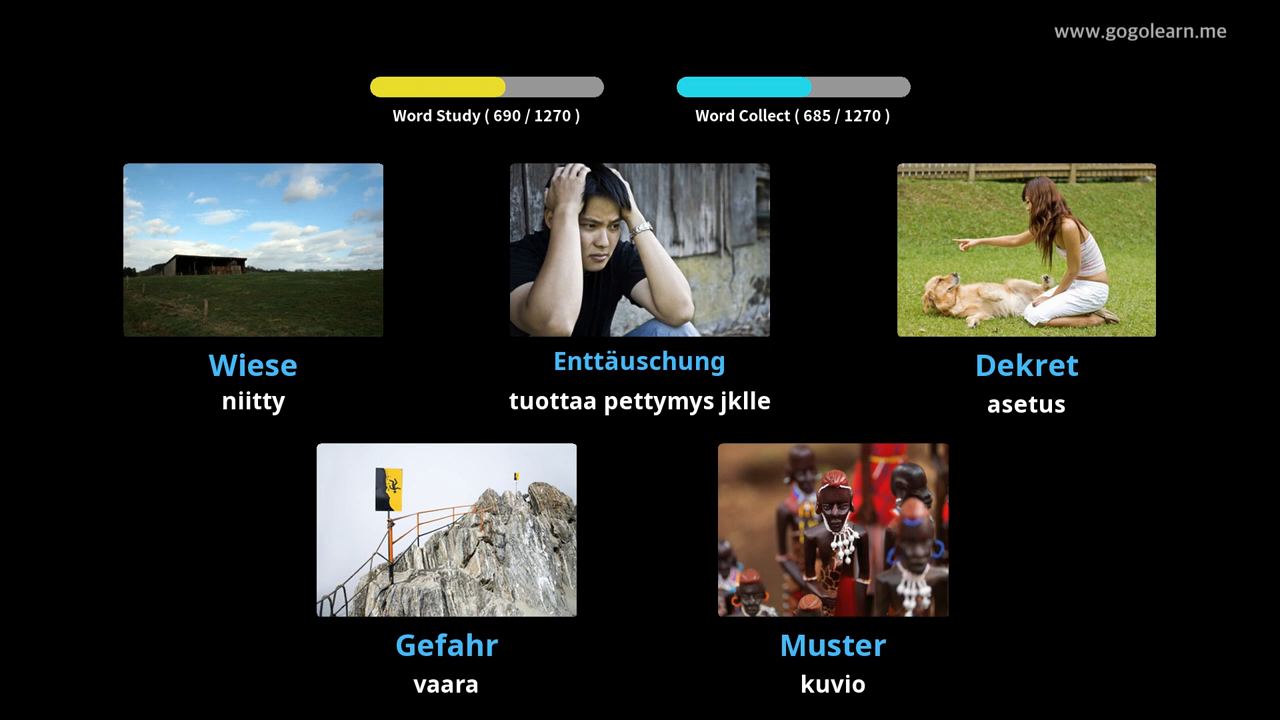 www.gogolearn.me
Word Study ( 690 / 1270 )
Word Collect ( 685 / 1270 )
Wiese
niitty
Enttäuschung
tuottaa pettymys jklle
Dekret
asetus
Gefahr
vaara
Muster
kuvio